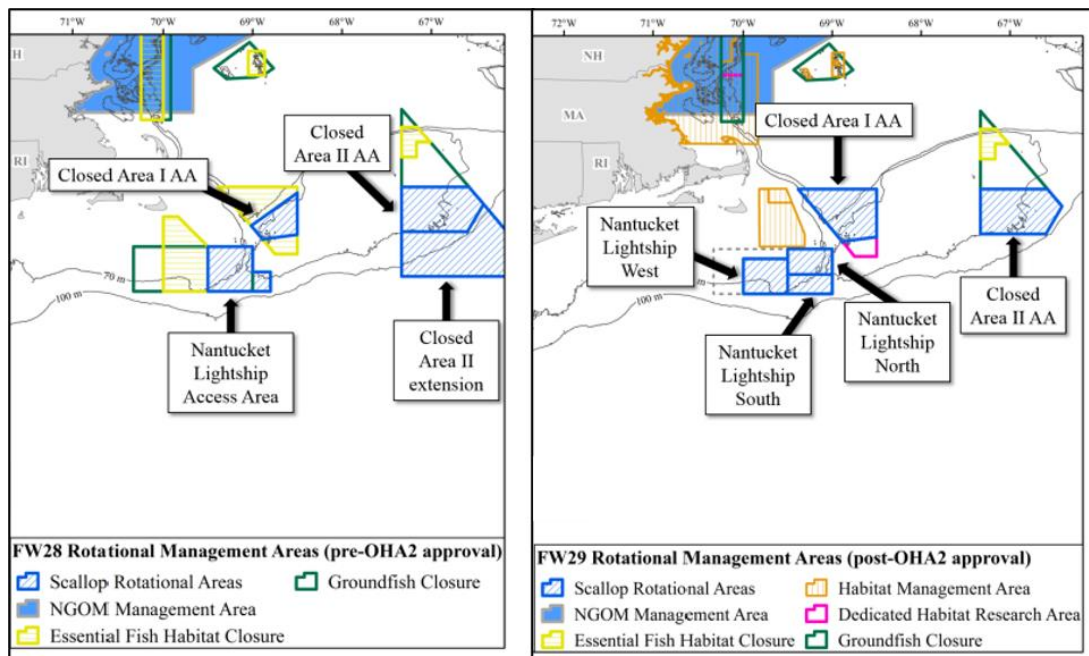 71°W 70°W 69°W 68°W 67°W
H
RI
Closed
Area II AA
Closed Area I AA
70 m
100 m
Nantucket
Lightship
Access Area
Closed
Area II
extension
FW28 Rotational Management Areas (pre-OHA2 approval)
Scallop Rotational Areas
Groundfish Closure
NGOM Management Area
Essential Fish Habitat Closure
72°W 71°W 70°W 69°W 68°W 67°W
NH
MA
RI
Closed Area I AA
Nantucket
Lightship
West
100 m
Nantucket
Lightship
South
Nantucket
Lightship
North
Closed
Area II AA
FW29 Rotational Management Areas (post-OHA2 approval)
Scallop Rotational Areas
Habitat Management Area
NGOM Management Area
Dedicated Habitat Research Area
Essential Fish Habitat Closure
Groundfish Closure